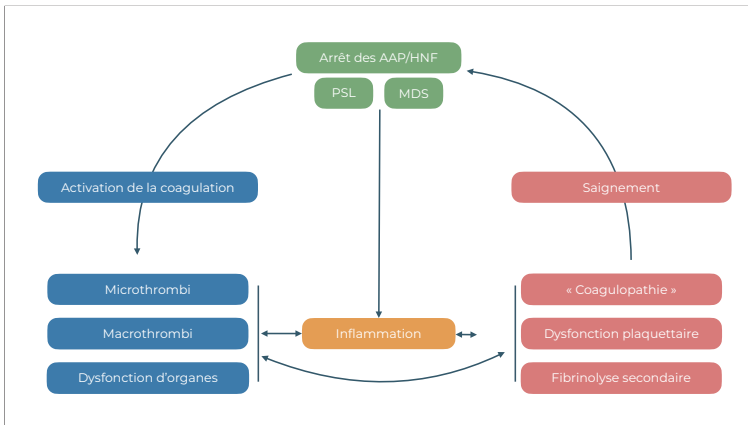 Arrêt des AAP/HNF
PSL
MDS
Activation de la coagulation
Saignement
Microthrombi
Macrothrombi
Dysfonction d'organes
Inflammation
« Coagulopathie »
Dysfonction plaquettaire
Fibrinolyse secondaire